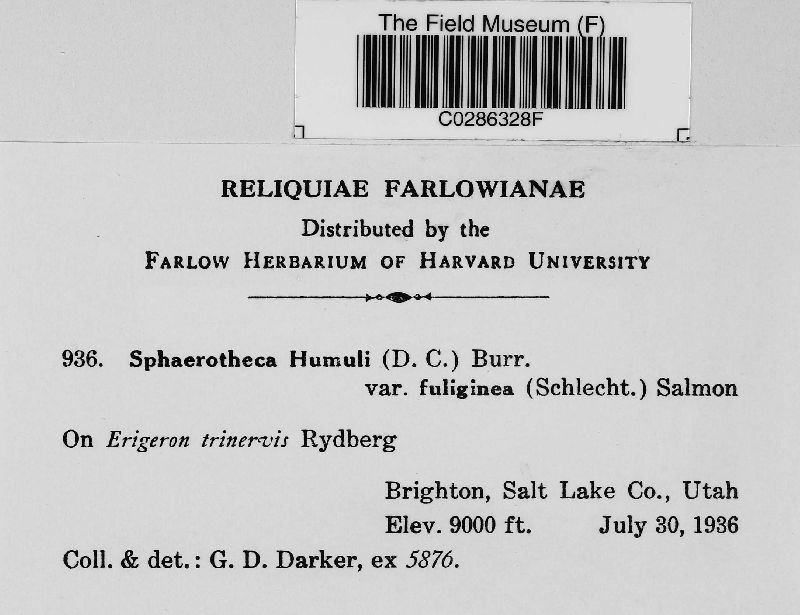 The Field Museum (F)
C0286328F
RELIQUIAE FARLOWIANAE
Distributed by the
FARLOW HERBARIUM OF HARVARD UNIVERSITY
936. Sphaerotheca Humuli (D. C.) Burr.
var. fuliginea (Schlecht.) Salmon
On Erigeron trinervis Rydberg
Brighton, Salt Lake Co., Utah
Elev. 9000 ft. July 30, 1936
Coll. & det.: G. D. Darker, ex 5876.